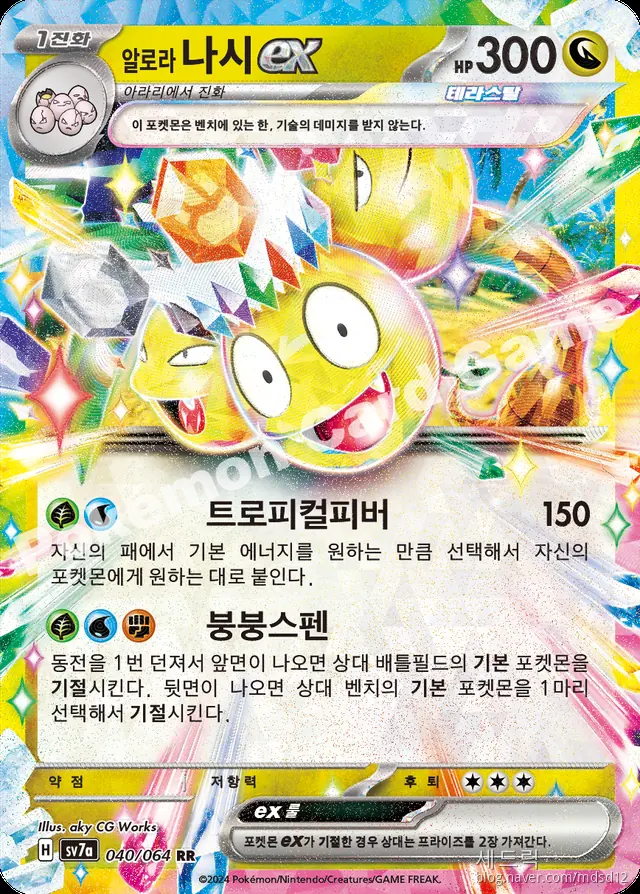 1진화
알로라 나시 ex
HP 300
아라리에서 진화
테라스탈
이 포켓몬은 벤치에 있는 한, 기술의 데미지를 받지 않는다.
Pokémon Card Game
트로피컬피버 150
자신의 패에서 기본 에너지를 원하는 만큼 선택해서 자신의
포켓몬에게 원하는 대로 붙인다.
붕붕스펜
동전을 1번 던져서 앞면이 나오면 상대 배틀필드의 기본 포켓몬을
기절시킨다. 뒷면이 나오면 상대 벤치의 기본 포켓몬을 1마리
선택해서 기절시킨다.
약점 저항력 후퇴
ex 룰
포켓몬 ex가 기절한 경우 상대는 프라이즈를 2장 가져간다.
Illus. aky CG Works
H sv7a 040/064 RR
©2024 Pokémon/Nintendo/Creatures/GAME FREAK.
blog.naver.com/mdsd12